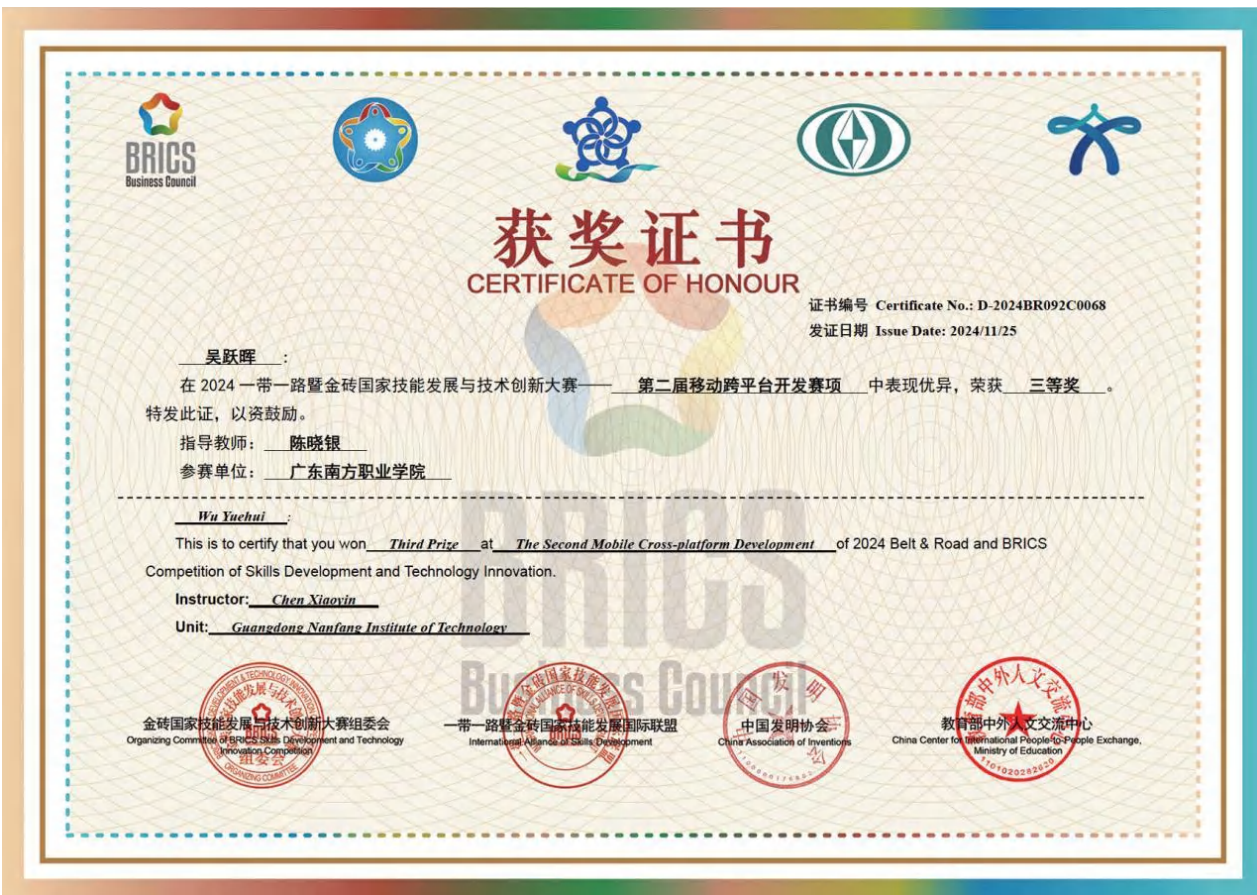 BRICS
Business Council
获奖证书
CERTIFICATE OF HONOUR
证书编号 Certificate No.: D-2024BR092C0068
发证日期 Issue Date: 2024/11/25
吴跃晖:
在 2024 一带一路暨金砖国家技能发展与技术创新大赛—— 第二届移动跨平台开发赛项 中表现优异，荣获 三等奖 。
特发此证，以资鼓励。
指导教师: 陈晓银
参赛单位: 广东南方职业学院
Wu Yuehui :
This is to certify that you won Third Prize at The Second Mobile Cross-platform Development of 2024 Belt & Road and BRICS
Competition of Skills Development and Technology Innovation.
Instructor: Chen Xiaoyin
Unit: Guangdong Nanfang Institute of Technology
BRICS
Business Council
金砖国家技能发展与技术创新大赛组委会
Organizing Committee of BRICS Skills Development and Technology
Innovation Competition
组委会
ORGANIZING COMMITTEE
一带一路暨金砖国家技能发展国际联盟
International Alliance of Skills Development
中国发明协会
China Association of Inventions
教育部中外人文交流中心
China Center for International People-to-People Exchange,
Ministry of Education
1101020282620